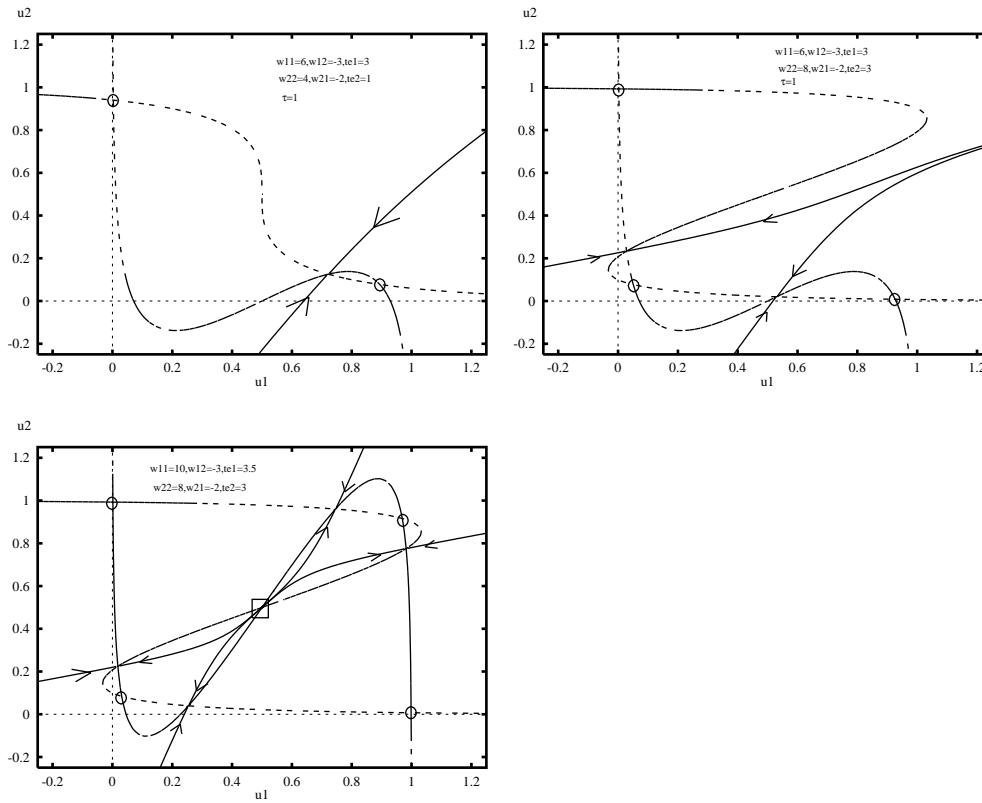 u2
1.2
1
0.8
0.6
0.4
0.2
0
-0.2
w11=6,w12=-3,te1=3
w22=4,w21=-2,te2=1
τ=1
-0.2 0 0.2 0.4 0.6 0.8 1 1.2
u1
u2
1.2
1
0.8
0.6
0.4
0.2
0
-0.2
w11=6,w12=-3,te1=3
w22=8,w21=-2,te2=3
τ=1
-0.2 0 0.2 0.4 0.6 0.8 1 1.2
u1
u2
1.2
1
0.8
0.6
0.4
0.2
0
-0.2
w11=10,w12=-3,te1=3.5
w22=8,w21=-2,te2=3
-0.2 0 0.2 0.4 0.6 0.8 1 1.2
u1